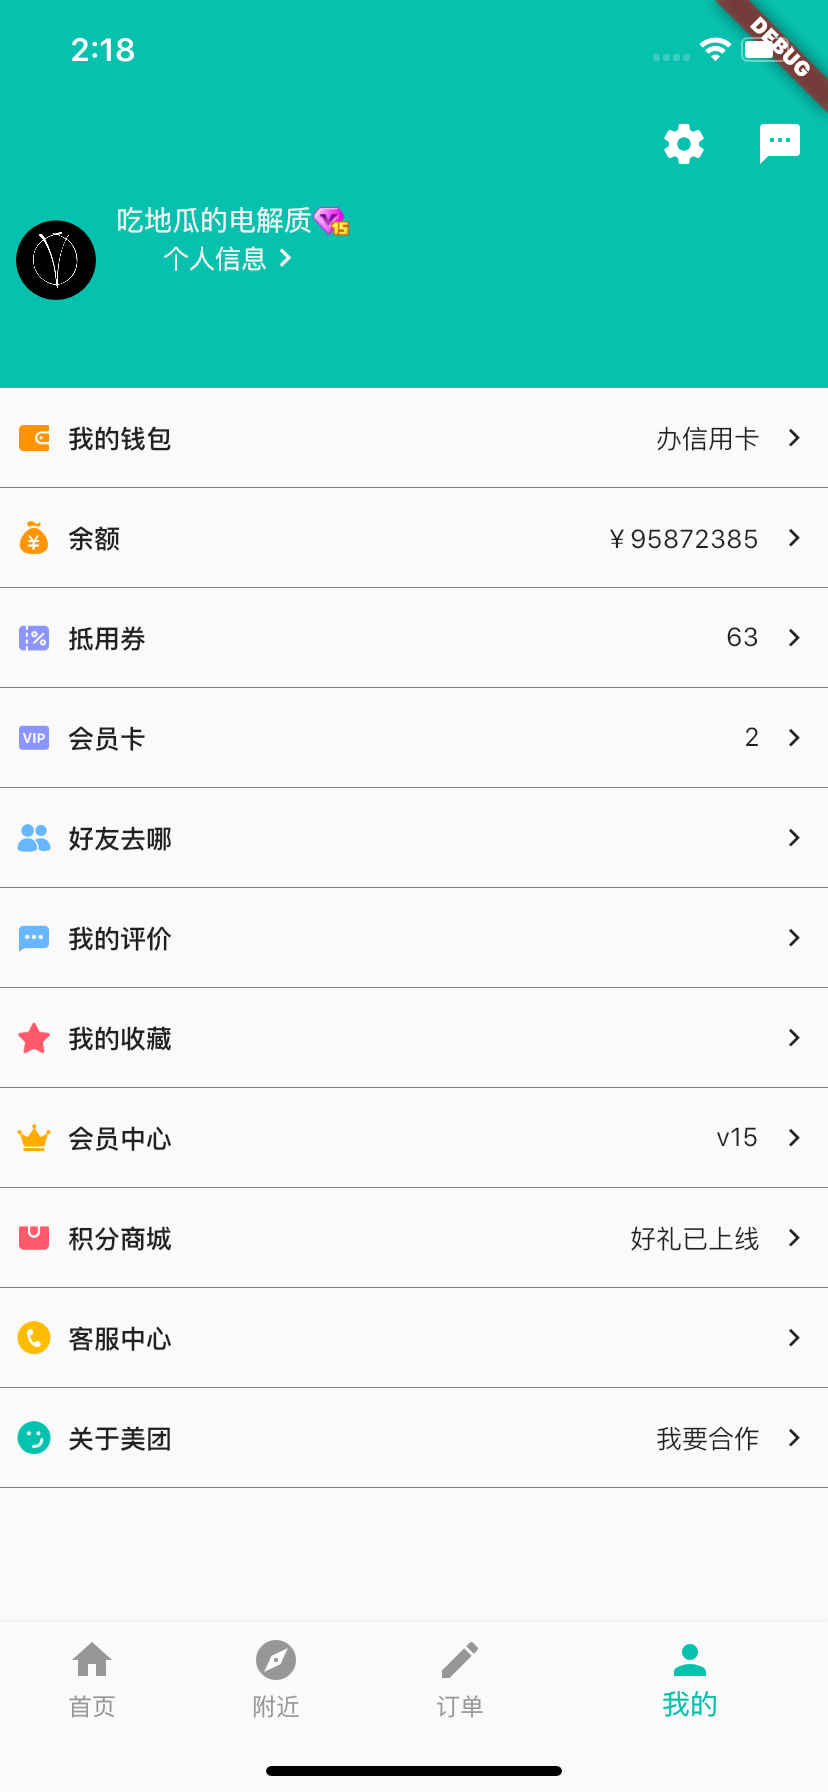 2:18
DEBUG
吃地瓜的电解质 15
个人信息
我的钱包 办信用卡
余额 ￥95872385
抵用券 63
VIP 会员卡 2
好友去哪
我的评价
我的收藏
会员中心 v15
积分商城 好礼已上线
客服中心
关于美团 我要合作
首页 附近 订单 我的